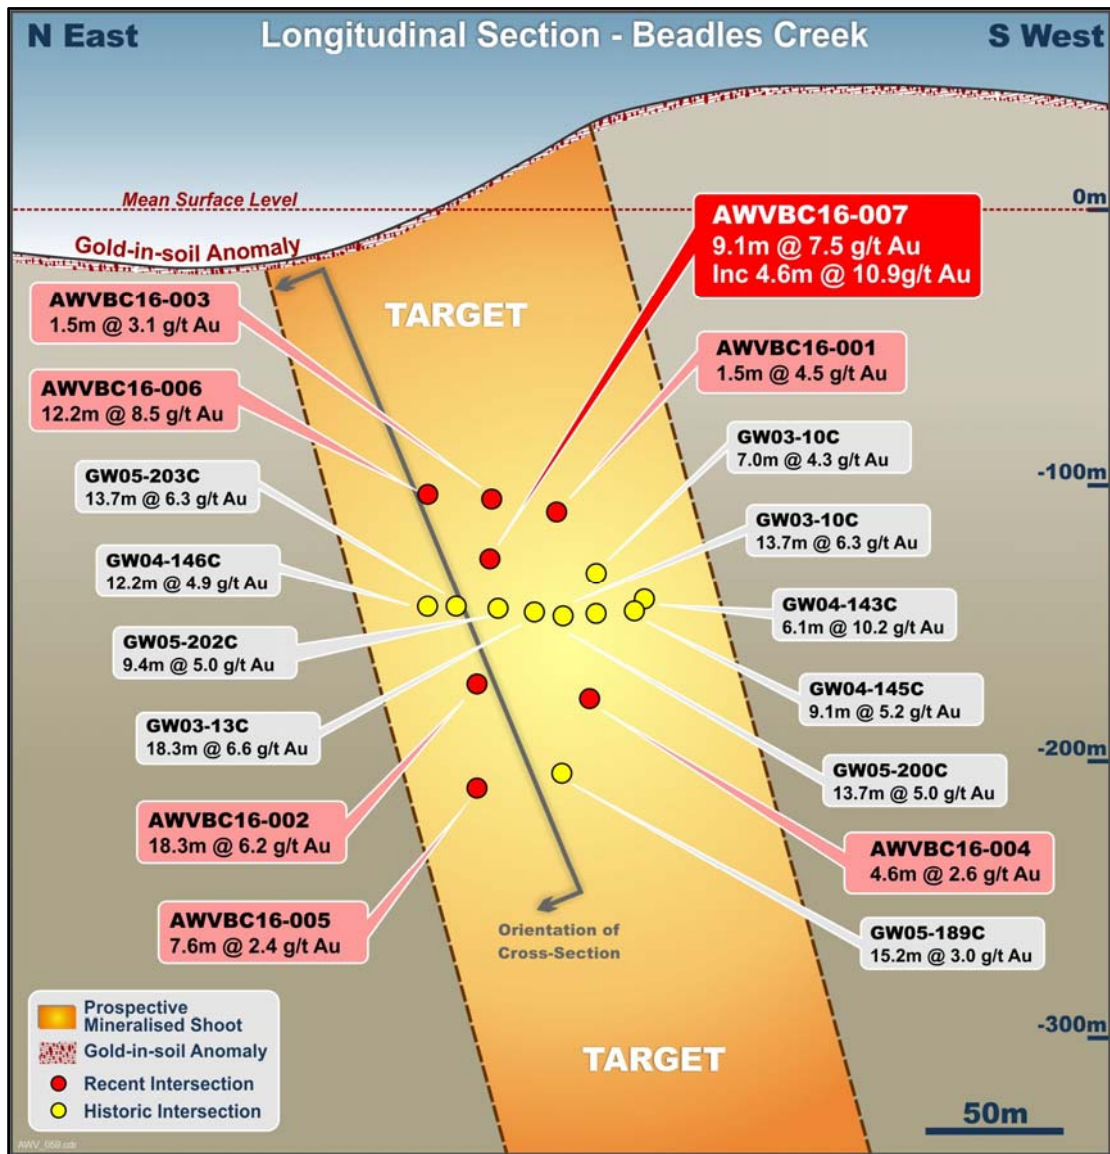 N East
Longitudinal Section - Beadles Creek
S West
Mean Surface Level
0m
Gold-in-soil Anomaly
AWVBC16-007
9.1m @ 7.5 g/t Au
Inc 4.6m @ 10.9g/t Au
TARGET
AWVBC16-003
1.5m @ 3.1 g/t Au
AWVBC16-001
1.5m @ 4.5 g/t Au
AWVBC16-006
12.2m @ 8.5 g/t Au
GW03-10C
7.0m @ 4.3 g/t Au
-100m
GW05-203C
13.7m @ 6.3 g/t Au
GW03-10C
13.7m @ 6.3 g/t Au
GW04-146C
12.2m @ 4.9 g/t Au
GW04-143C
6.1m @ 10.2 g/t Au
GW05-202C
9.4m @ 5.0 g/t Au
GW04-145C
9.1m @ 5.2 g/t Au
GW03-13C
18.3m @ 6.6 g/t Au
-200m
GW05-200C
13.7m @ 5.0 g/t Au
AWVBC16-002
18.3m @ 6.2 g/t Au
AWVBC16-004
4.6m @ 2.6 g/t Au
AWVBC16-005
7.6m @ 2.4 g/t Au
Orientation of
Cross-Section
GW05-189C
15.2m @ 3.0 g/t Au
Prospective
Mineralised Shoot
Gold-in-soil Anomaly
Recent Intersection
Historic Intersection
-300m
TARGET
50m